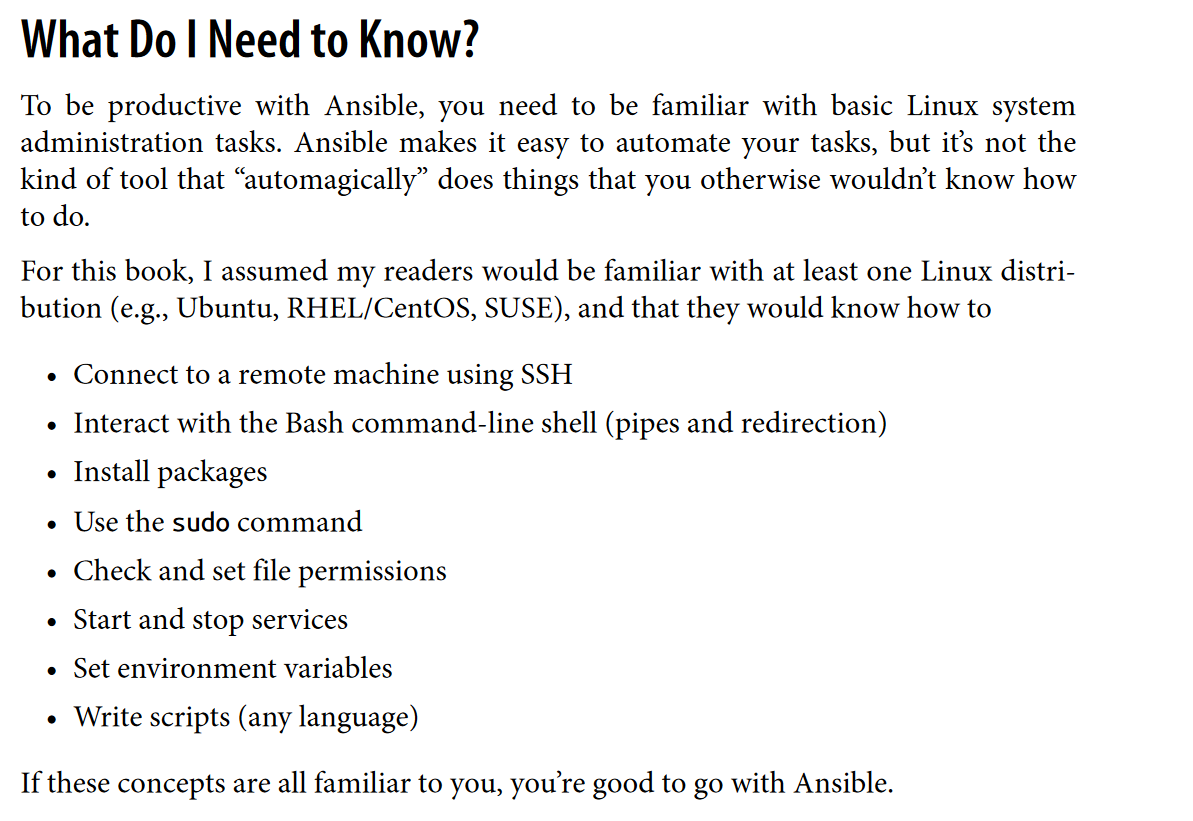 What Do I Need to Know?
To be productive with Ansible, you need to be familiar with basic Linux system
administration tasks. Ansible makes it easy to automate your tasks, but it’s not the
kind of tool that “automagically” does things that you otherwise wouldn’t know how
to do.
For this book, I assumed my readers would be familiar with at least one Linux distri-
bution (e.g., Ubuntu, RHEL/CentOS, SUSE), and that they would know how to
• Connect to a remote machine using SSH
• Interact with the Bash command-line shell (pipes and redirection)
• Install packages
• Use the sudo command
• Check and set file permissions
• Start and stop services
• Set environment variables
• Write scripts (any language)
If these concepts are all familiar to you, you’re good to go with Ansible.